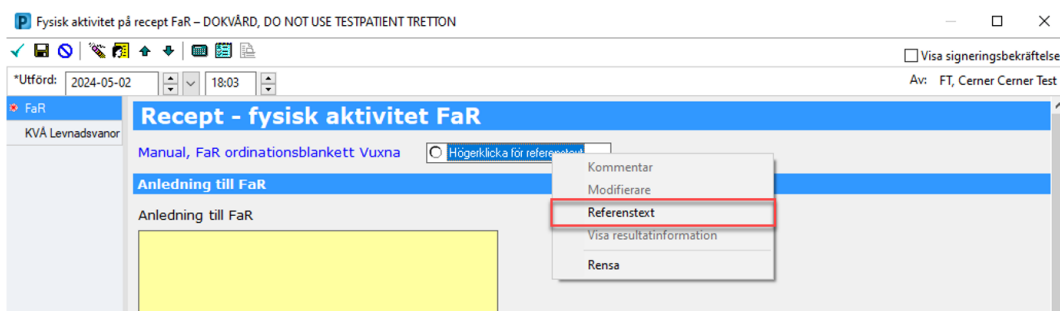 Fysisk aktivitet på recept FaR – DOKVÅRD, DO NOT USE TESTPATIENT TRETTON
Visa signeringsbekräftelse
*Utförd: 2024-05-02 18:03 Av: FT, Cerner Cerner Test
FaR
KVÅ Levnadsvanor
Recept - fysisk aktivitet FaR
Manual, FaR ordinationsblankett Vuxna Högerklicka för referenstext
Kommentar
Modifierare
Referenstext
Visa resultatinformation
Rensa
Anledning till FaR
Anledning till FaR